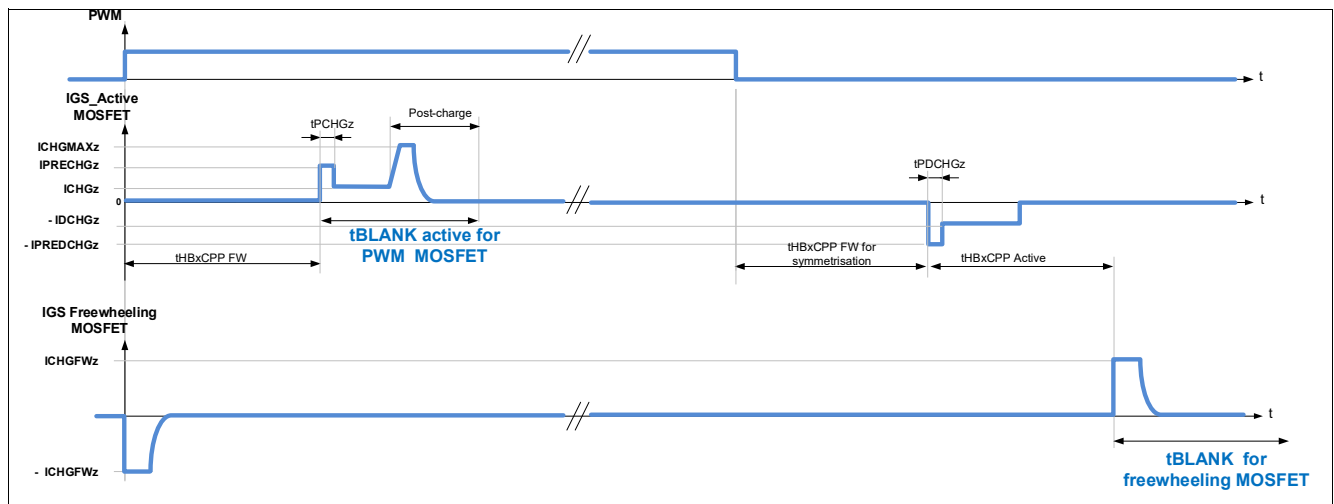 PWM
t
IGS_Active
MOSFET
tPCHGz
Post-charge
ICHGMAXz
IPRECHGz
ICHGz
0
- IDCHGz
- IPREDCHGz
tPDCHGz
t
tBLANK active for
PWM MOSFET
tHBxCPP FW
tHBxCPP FW for
symmetrisation
tHBxCPP Active
IGS Freewheeling
MOSFET
ICHGFWz
t
- ICHGFWz
tBLANK for
freewheeling MOSFET